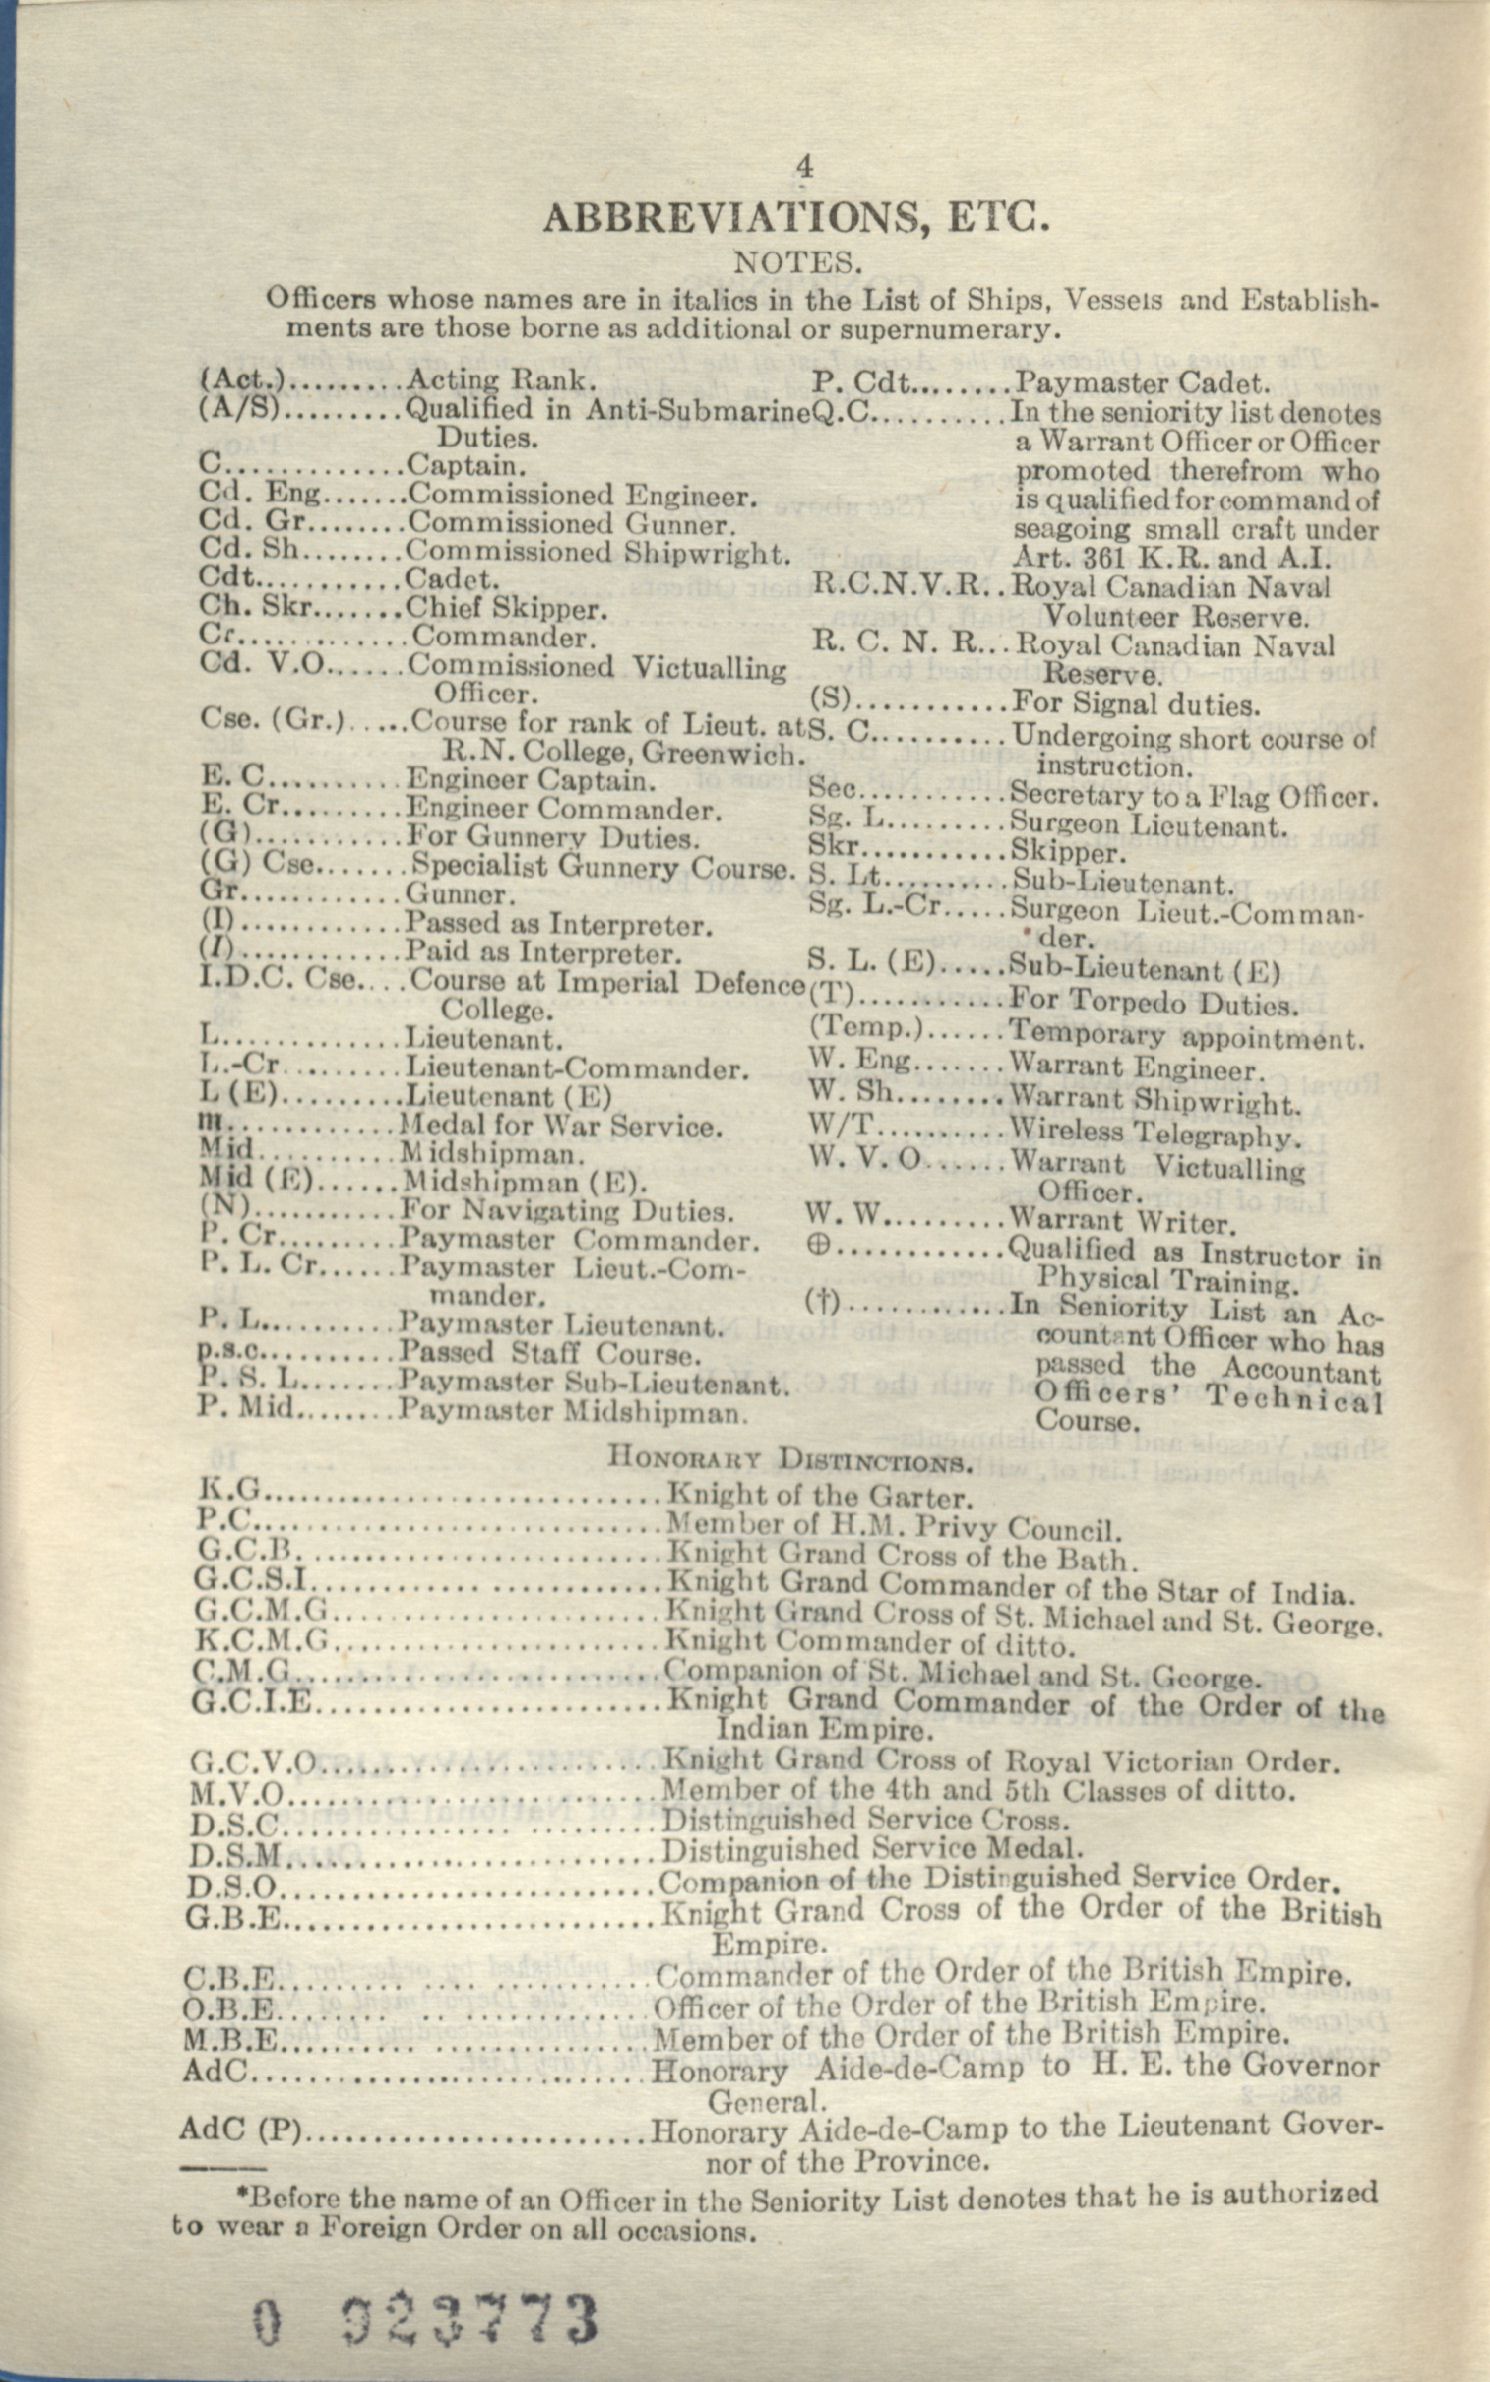 4
ABBREVIATIONS, ETC.
NOTES.
Officers whose names are in italics in the List of Ships, Vessels and Establish-
ments are those borne as additional or supernumerary.
(Act.).........Acting Rank.
(A/S).........Qualified in Anti-Submarine
Duties.
C.............Captain.
Cd. Eng.......Commissioned Engineer.
Cd. Gr........Commissioned Gunner.
Cd. Sh........Commissioned Shipwright.
Cdt...........Cadet.
Ch. Skr.......Chief Skipper.
Cr.............Commander.
Cd. V.O......Commissioned Victualling
Officer.
Cse. (Gr.).....Course for rank of Lieut. at
R.N. College, Greenwich.
E. C..........Engineer Captain.
E. Cr.........Engineer Commander.
(G)...........For Gunnery Duties.
(G) Cse.......Specialist Gunnery Course.
Gr............Gunner.
(I)............Passed as Interpreter.
(I)............Paid as Interpreter.
I.D.C. Cse....Course at Imperial Defence
College.
L.............Lieutenant.
L.-Cr.........Lieutenant-Commander.
L (E).........Lieutenant (E)
m............Medal for War Service.
Mid..........Midshipman.
Mid (E)......Midshipman (E).
(N)...........For Navigating Duties.
P. Cr.........Paymaster Commander.
P. L. Cr......Paymaster Lieut.-Com-
mander.
P. L..........Paymaster Lieutenant.
p.s.c..........Passed Staff Course.
P. S. L.......Paymaster Sub-Lieutenant.
P. Mid........Paymaster Midshipman.
P. Cdt........Paymaster Cadet.
Q.C..........In the seniority list denotes
a Warrant Officer or Officer
promoted therefrom who
is qualified for command of
seagoing small craft under
Art. 361 K.R. and A.I.
R.C.N.V.R..Royal Canadian Naval
Volunteer Reserve.
R. C. N. R...Royal Canadian Naval
Reserve.
(S)...........For Signal duties.
S. C..........Undergoing short course of
instruction.
Sec...........Secretary to a Flag Officer.
Sg. L.........Surgeon Lieutenant.
Skr...........Skipper.
S. Lt.........Sub-Lieutenant.
Sg. L.-Cr.....Surgeon Lieut.-Comman-
der.
S. L. (E).....Sub-Lieutenant (E)
(T)...........For Torpedo Duties.
(Temp.)......Temporary appointment.
W. Eng.......Warrant Engineer.
W. Sh........Warrant Shipwright.
W/T..........Wireless Telegraphy.
W. V. O......Warrant Victualling
Officer.
W. W.........Warrant Writer.
⊕............Qualified as Instructor in
Physical Training.
(†)............In Seniority List an Ac-
countant Officer who has
passed the Accountant
Officers' Technical
Course.
HONORARY DISTINCTIONS.
K.G.............................Knight of the Garter.
P.C.............................Member of H.M. Privy Council.
G.C.B..........................Knight Grand Cross of the Bath.
G.C.S.I.........................Knight Grand Commander of the Star of India.
G.C.M.G.......................Knight Grand Cross of St. Michael and St. George.
K.C.M.G.......................Knight Commander of ditto.
C.M.G..........................Companion of St. Michael and St. George.
G.C.I.E.........................Knight Grand Commander of the Order of the
Indian Empire.
G.C.V.O........................Knight Grand Cross of Royal Victorian Order.
M.V.O..........................Member of the 4th and 5th Classes of ditto.
D.S.C...........................Distinguished Service Cross.
D.S.M..........................Distinguished Service Medal.
D.S.O...........................Companion of the Distinguished Service Order.
G.B.E...........................Knight Grand Cross of the Order of the British
Empire.
C.B.E...........................Commander of the Order of the British Empire.
O.B.E...........................Officer of the Order of the British Empire.
M.B.E..........................Member of the Order of the British Empire.
AdC............................Honorary Aide-de-Camp to H. E. the Governor
General.
AdC (P)........................Honorary Aide-de-Camp to the Lieutenant Gover-
nor of the Province.
*Before the name of an Officer in the Seniority List denotes that he is authorized
to wear a Foreign Order on all occasions.
0 923773